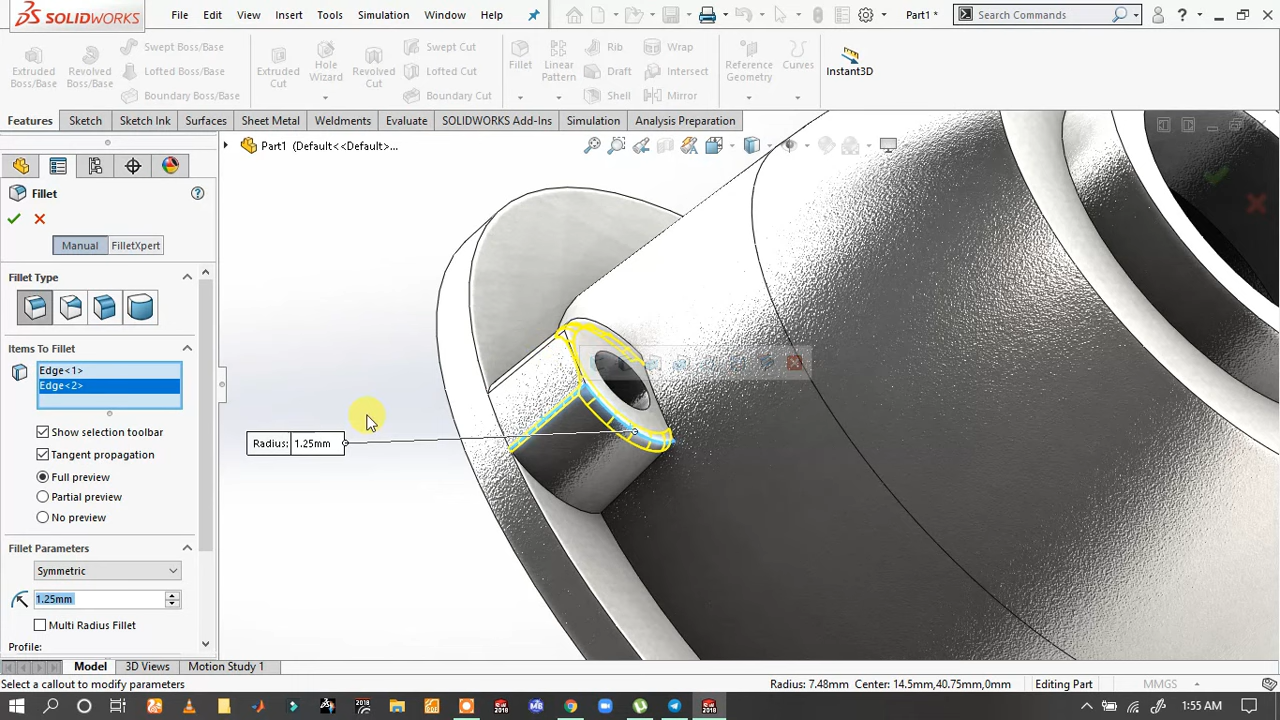 SOLIDWORKS
File
Edit
View
Insert
Tools
Simulation
Window
Help
Part1 *
Search Commands
Extruded Boss/Base
Revolved Boss/Base
Swept Boss/Base
Lofted Boss/Base
Boundary Boss/Base
Extruded Cut
Hole Wizard
Revolved Cut
Swept Cut
Lofted Cut
Boundary Cut
Fillet
Linear Pattern
Rib
Draft
Shell
Wrap
Intersect
Mirror
Reference Geometry
Curves
Instant3D
Features
Sketch
Sketch Ink
Surfaces
Sheet Metal
Weldments
Evaluate
SOLIDWORKS Add-Ins
Simulation
Analysis Preparation
Part1 (Default<<Default>...
Fillet
Manual
FilletXpert
Fillet Type
Items To Fillet
Edge<1>
Edge<2>
Show selection toolbar
Tangent propagation
Full preview
Partial preview
No preview
Fillet Parameters
Symmetric
1.25mm
Multi Radius Fillet
Profile:
Radius: 1.25mm
Model
3D Views
Motion Study 1
Select a callout to modify parameters
Radius: 7.48mm Center: 14.5mm,40.75mm,0mm
Editing Part
MMGS
1:55 AM